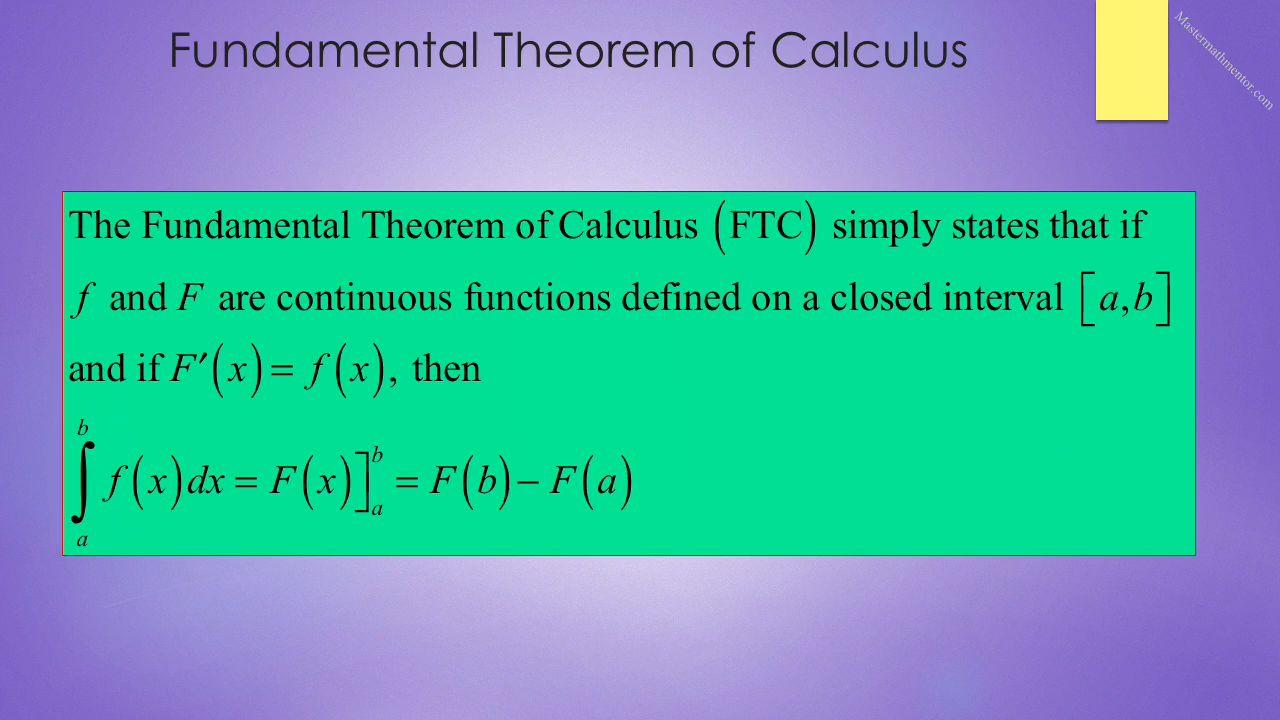 Fundamental Theorem of Calculus
Mastermathmentor.com
The Fundamental Theorem of Calculus (FTC) simply states that if
f and F are continuous functions defined on a closed interval [a,b]
and if F′(x) = f(x), then
∫_a^b f(x)dx = F(x)]_a^b = F(b) − F(a)